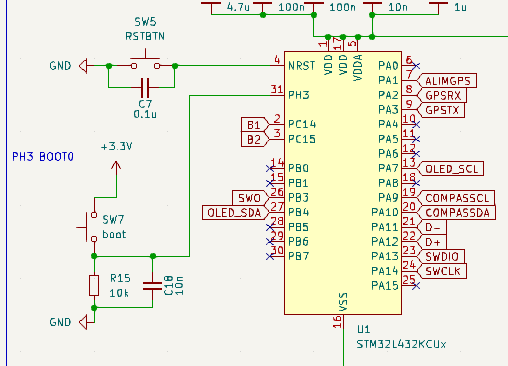 4.7u 100n 100n 10n 1u
SW5
RSTBTN
GND
C7
0.1u
PH3 BOOT0
+3.3V
SW7
boot
R15
10k
C18
10n
GND
1 17 5
VDD VDD VDDA
4 NRST
31 PH3
B1 2 PC14
B2 3 PC15
14 PB0
15 PB1
SWO 26 PB3
OLED_SDA 27 PB4
28 PB5
29 PB6
30 PB7
PA0 6
PA1 7 ALIMGPS
PA2 8 GPSRX
PA3 9 GPSTX
PA4 10
PA5 11
PA6 12
PA7 13 OLED_SCL
PA8 18
PA9 19 COMPASSCL
PA10 20 COMPASSDA
PA11 21 D-
PA12 22 D+
PA13 23 SWDIO
PA14 24 SWCLK
PA15 25
VSS
16
U1
STM32L432KCUx